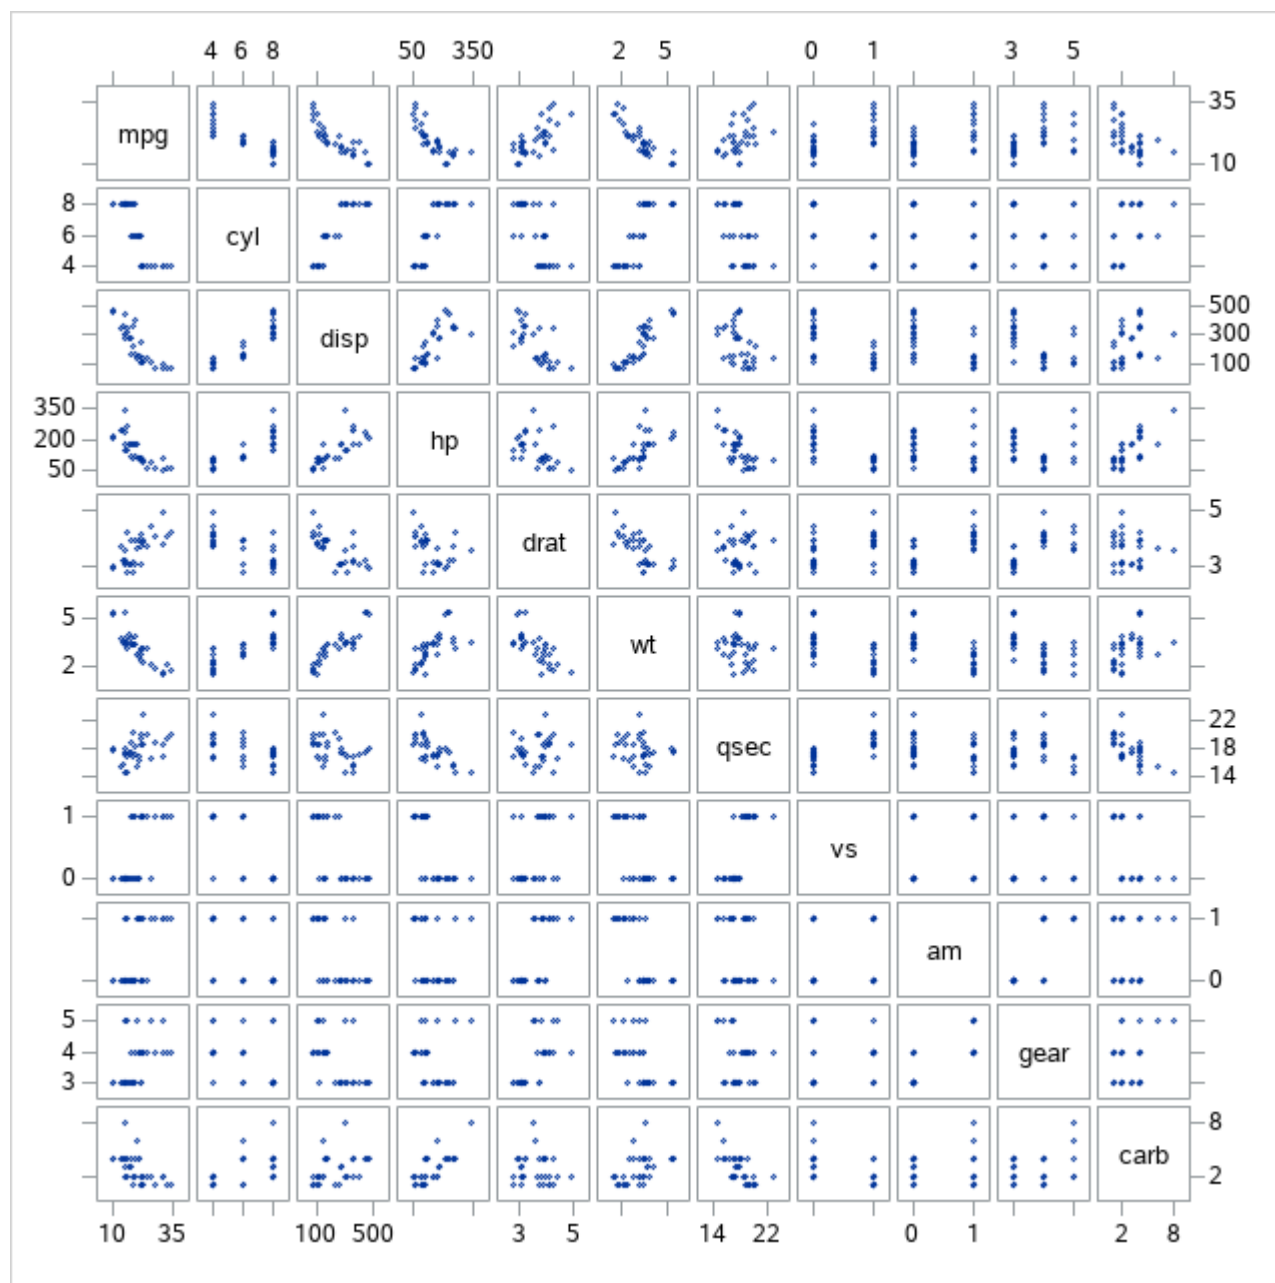 4 6 8 50 350 2 5 0 1 3 5
mpg 35
10
8
6
4 cyl
disp 500
300
100
350
200
50 hp
drat 5
3
5
2 wt
qsec 22
18
14
1
0 vs
am 1
0
5
4
3 gear
carb 8
2
10 35 100 500 3 5 14 22 0 1 2 8